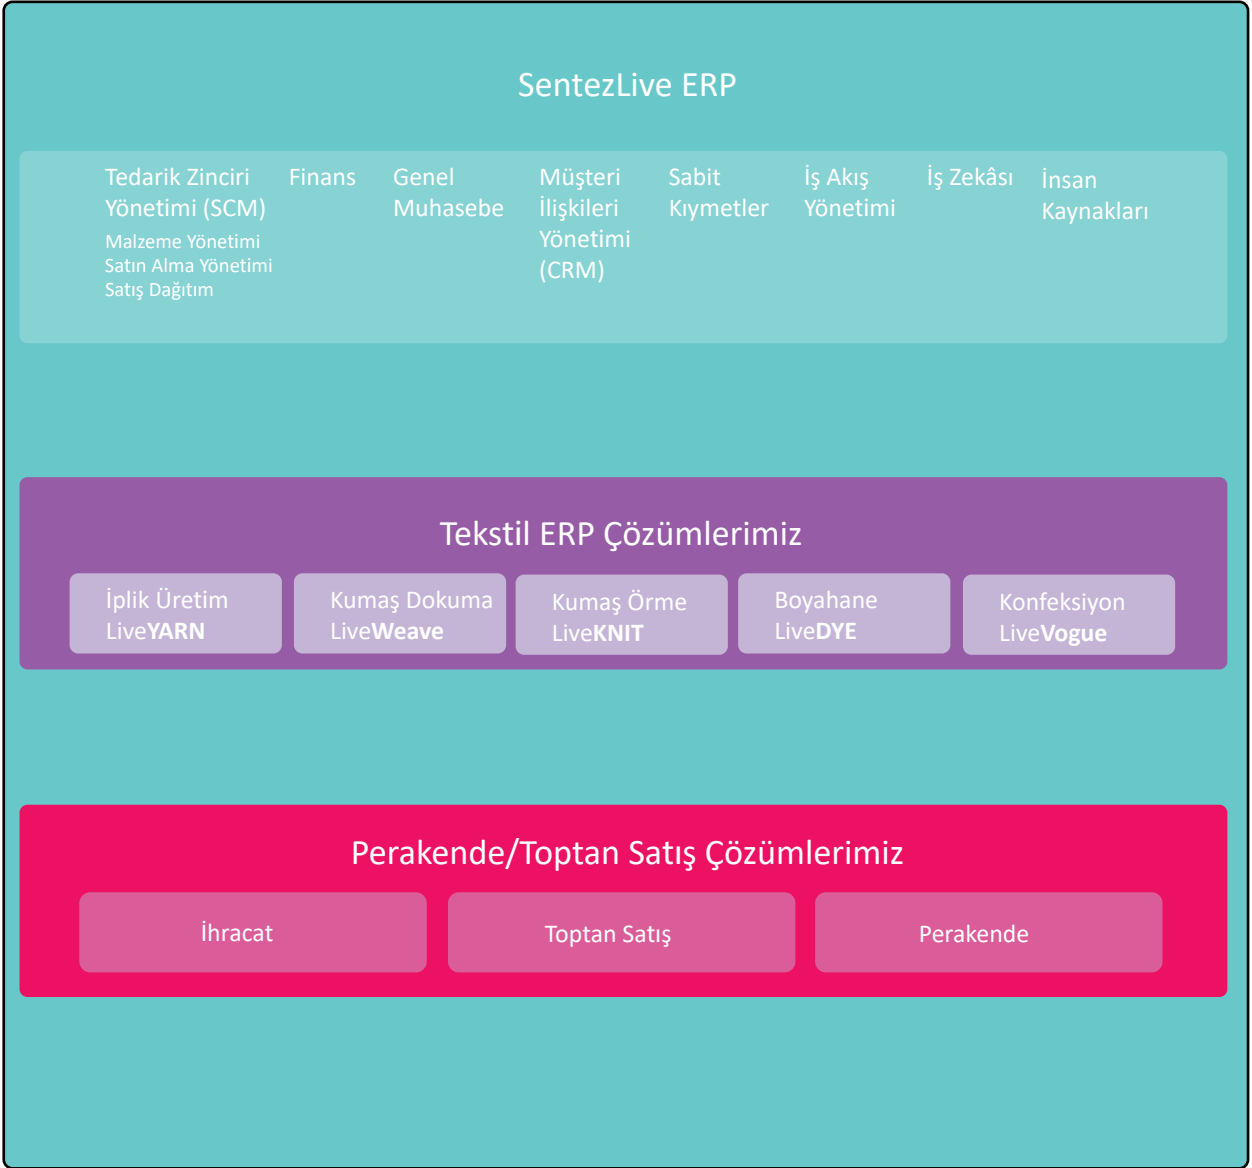 SentezLive ERP
Tedarik Zinciri
Yönetimi (SCM)
Malzeme Yönetimi
Satın Alma Yönetimi
Satış Dağıtım
Finans
Genel
Muhasebe
Müşteri
İlişkileri
Yönetimi
(CRM)
Sabit
Kıymetler
İş Akış
Yönetimi
İş Zekâsı
İnsan
Kaynakları
Tekstil ERP Çözümlerimiz
İplik Üretim
LiveYARN
Kumaş Dokuma
LiveWeave
Kumaş Örme
LiveKNIT
Boyahane
LiveDYE
Konfeksiyon
LiveVogue
Perakende/Toptan Satış Çözümlerimiz
İhracat
Toptan Satış
Perakende